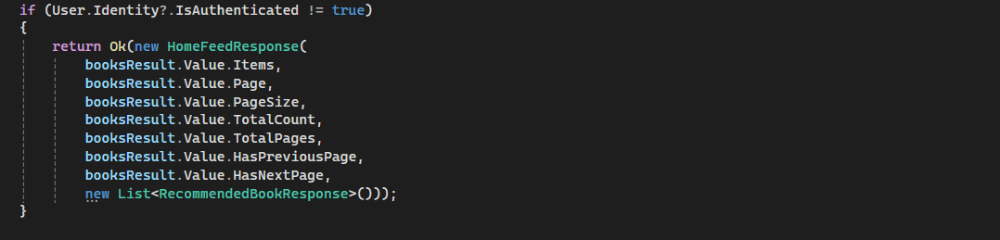 if (User.Identity?.IsAuthenticated != true)
{
return Ok(new HomeFeedResponse(
booksResult.Value.Items,
booksResult.Value.Page,
booksResult.Value.PageSize,
booksResult.Value.TotalCount,
booksResult.Value.TotalPages,
booksResult.Value.HasPreviousPage,
booksResult.Value.HasNextPage,
new List<RecommendedBookResponse>()));
}